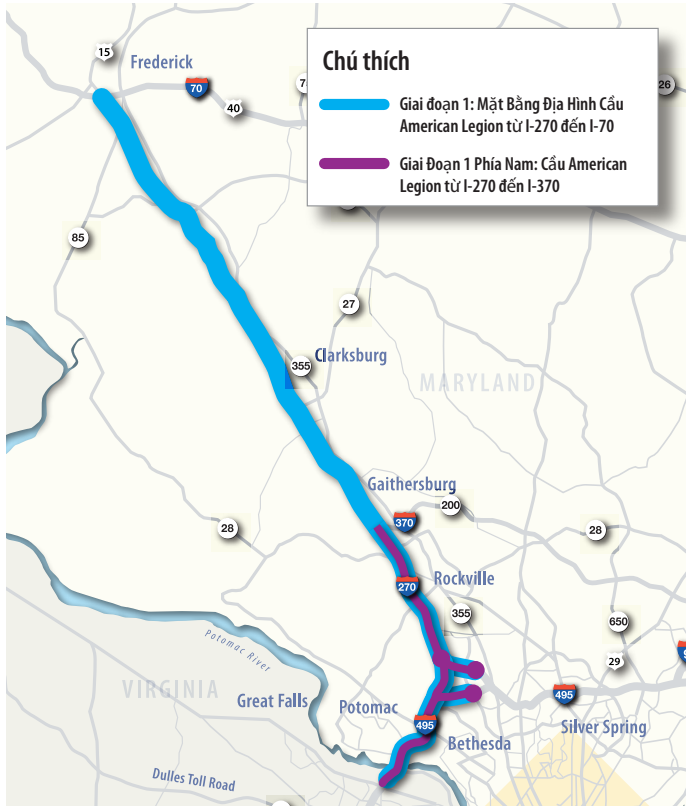 Chú thích
Giai đoạn 1: Mặt Bằng Địa Hình Cầu
American Legion từ I-270 đến I-70
Giai Đoạn 1 Phía Nam: Cầu American
Legion từ I-270 đến I-370
15
Frederick
70
40
7
26
85
27
355
Clarksburg
MARYLAND
Gaithersburg
200
370
28
28
270
Rockville
355
650
29
Potomac River
VIRGINIA
Great Falls
Potomac
495
495
Silver Spring
Bethesda
Dulles Toll Road